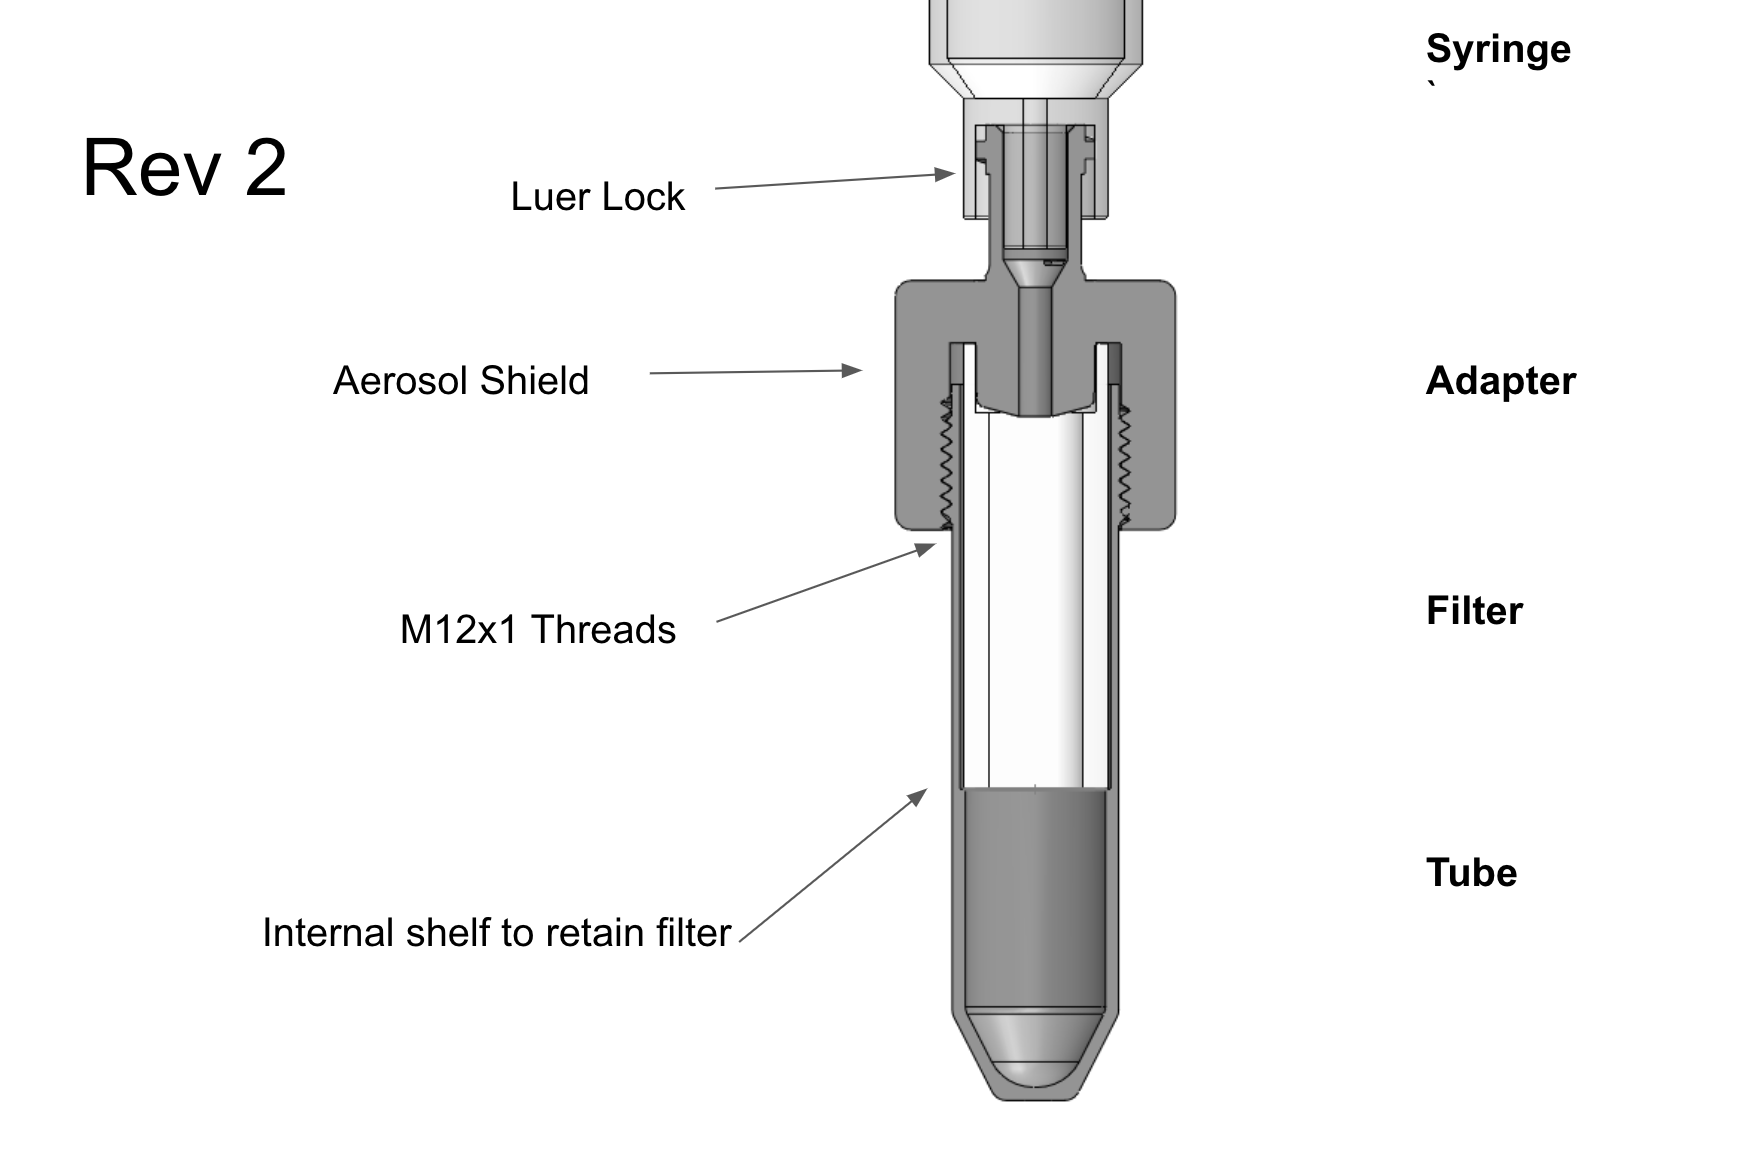 Syringe
`
Rev 2
Luer Lock
Aerosol Shield
Adapter
Filter
M12x1 Threads
Tube
Internal shelf to retain filter